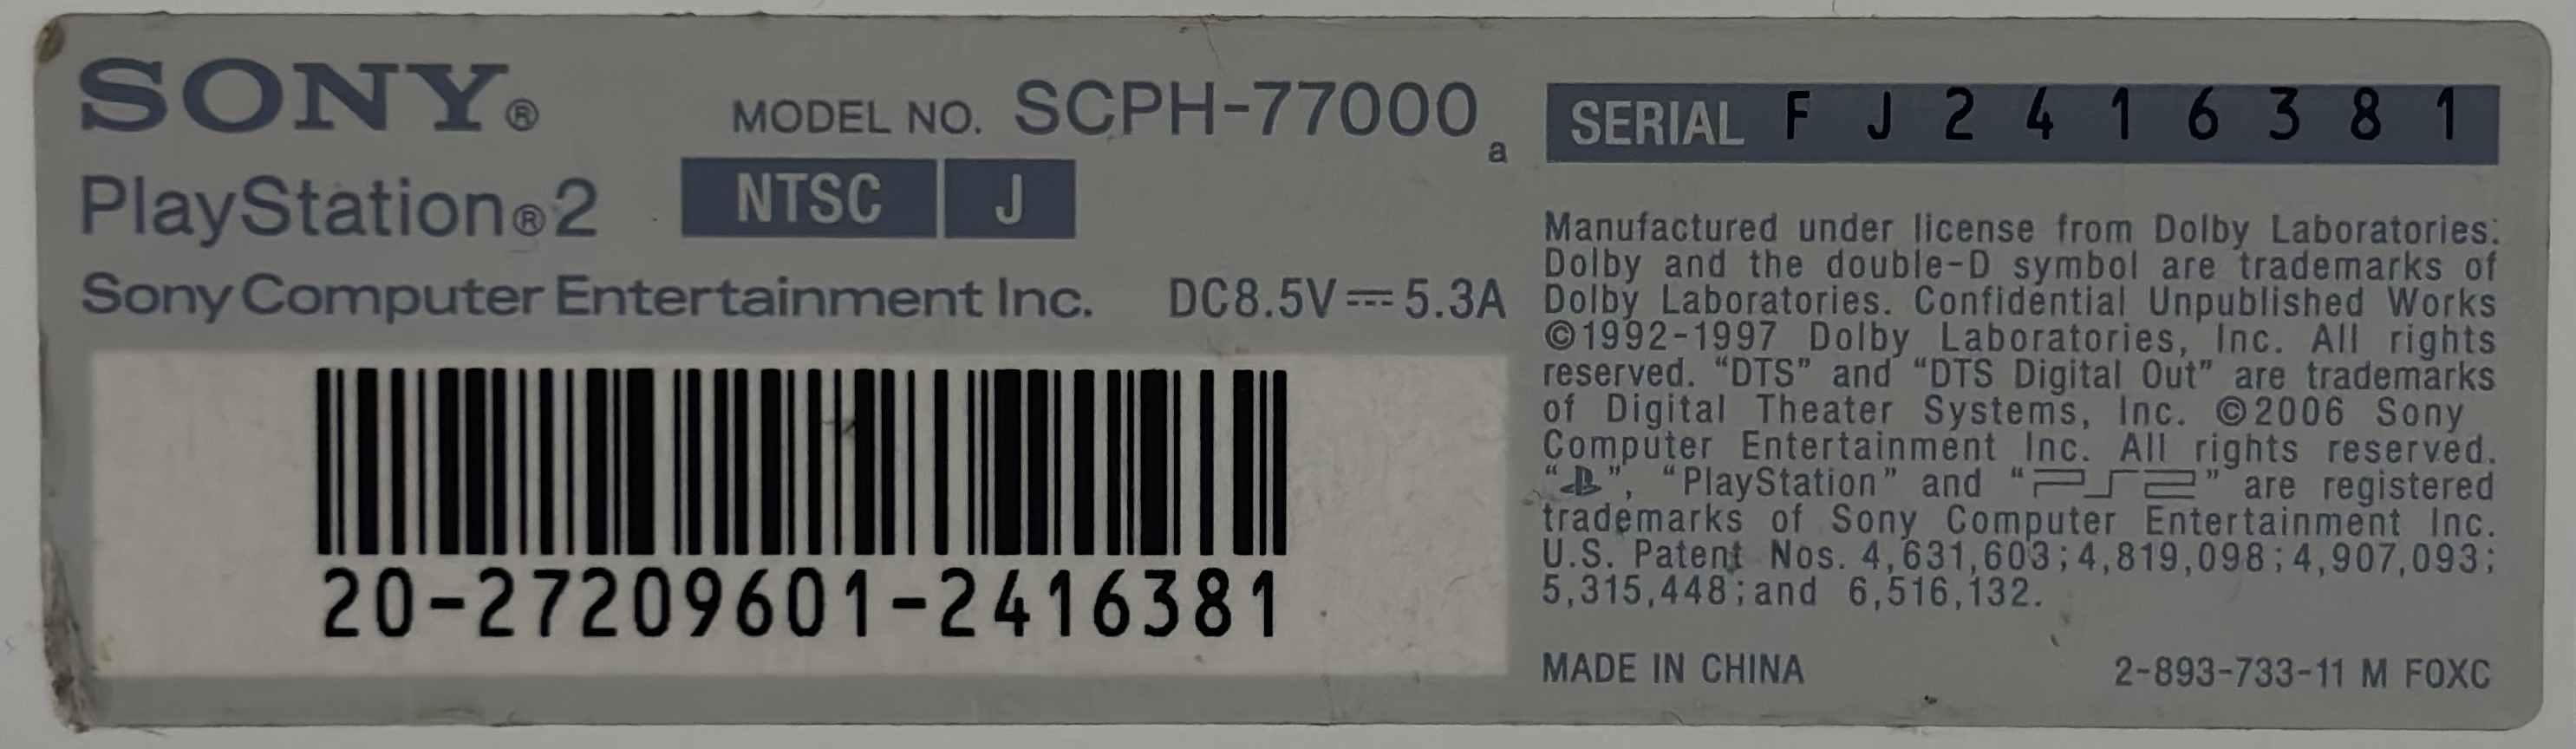 SONY®
MODEL NO. SCPH-77000 a
PlayStation®2
NTSC J
Sony Computer Entertainment Inc. DC8.5V⎓5.3A
20-27209601-2416381
SERIAL F J 2 4 1 6 3 8 1
Manufactured under license from Dolby Laboratories.
Dolby and the double-D symbol are trademarks of
Dolby Laboratories. Confidential Unpublished Works
©1992-1997 Dolby Laboratories, Inc. All rights
reserved. “DTS” and “DTS Digital Out” are trademarks
of Digital Theater Systems, Inc. ©2006 Sony
Computer Entertainment Inc. All rights reserved.
“PS”, “PlayStation” and “PS2” are registered
trademarks of Sony Computer Entertainment Inc.
U.S. Patent Nos. 4,631,603;4,819,098;4,907,093;
5,315,448;and 6,516,132.
MADE IN CHINA 2-893-733-11 M FOXC